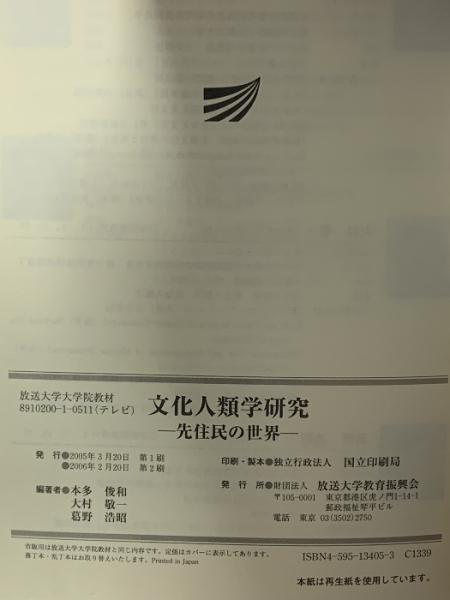 放送大学大学院教材
8910200-1-0511(テレビ)
文化人類学研究
―先住民の世界―
発 行●2005年3月20日 第1刷
●2006年2月20日 第2刷
編著者●本多 俊和
大村 敬一
葛野 浩昭
印刷・製本●独立行政法人 国立印刷局
発 行 所●財団法人 放送大学教育振興会
〒105-0001 東京都港区虎ノ門1-14-1
郵政福祉琴平ビル
電話 東京 03(3502)2750
市販用は放送大学大学院教材と同じ内容です。定価はカバーに表示してあります。
落丁本・乱丁本はお取り替えいたします。 Printed in Japan
ISBN4-595-13405-3 C1339
本紙は再生紙を使用しています。